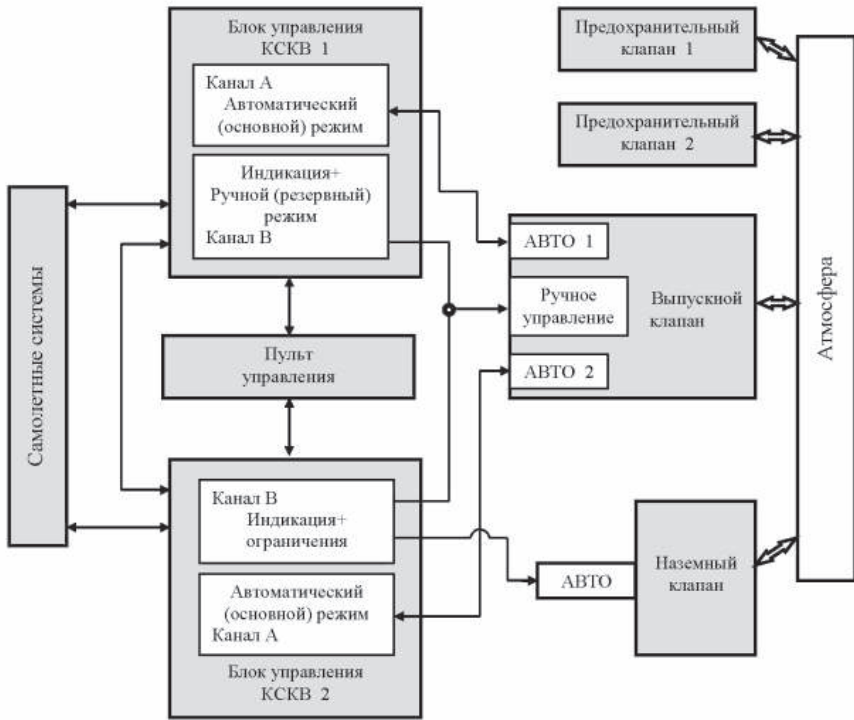 Блок управления
КСКВ 1
Канал А
Автоматический
(основной) режим
Индикация+
Ручной (резервный)
режим
Канал В
Предохранительный
клапан 1
Предохранительный
клапан 2
Самолетные системы
АВТО 1
Ручное
управление
АВТО 2
Выпускной
клапан
Атмосфера
Пульт
управления
Канал В
Индикация+
ограничения
Автоматический
(основной) режим
Канал А
Блок управления
КСКВ 2
АВТО
Наземный
клапан